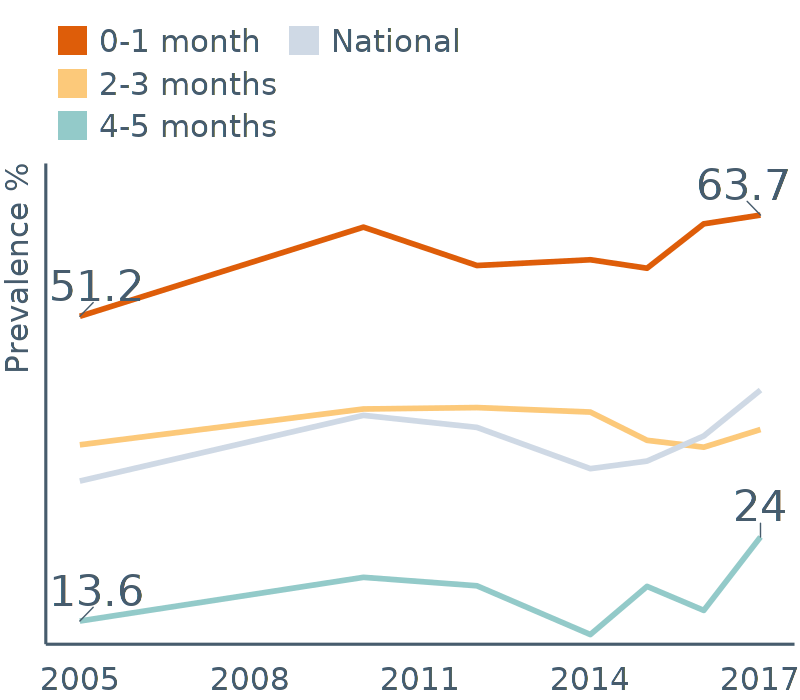 0-1 month
National
2-3 months
4-5 months
Prevalence %
63.7
51.2
24
13.6
2005 2008 2011 2014 2017